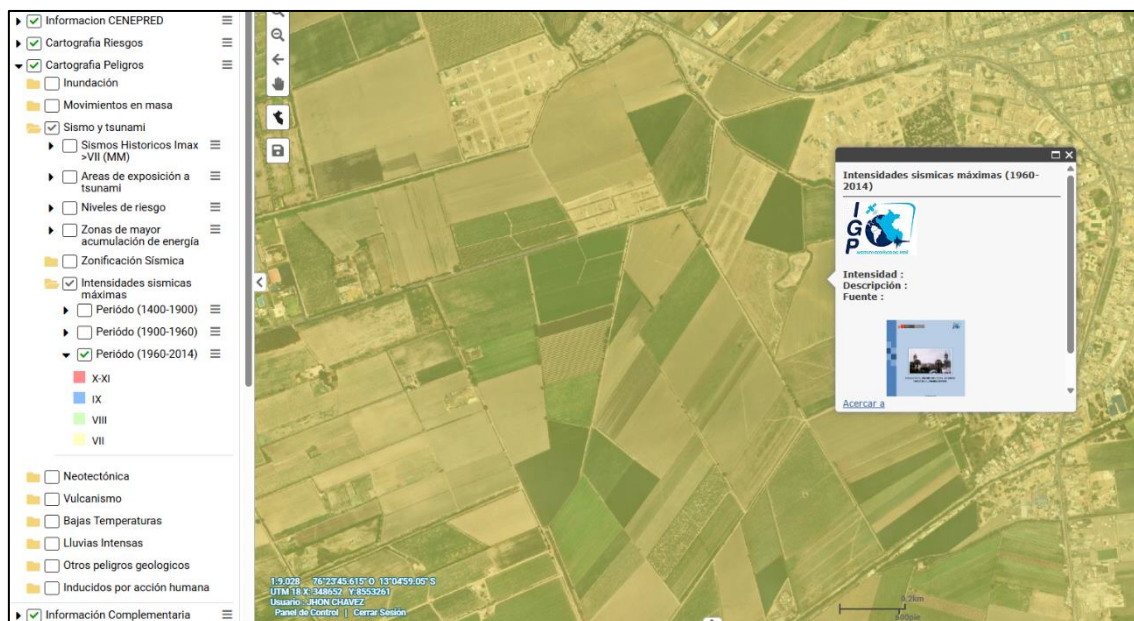 Informacion CENEPRED
Cartografia Riesgos
Cartografia Peligros
Inundación
Movimientos en masa
Sismo y tsunami
Sismos Historicos Imax
>VII (MM)
Areas de exposición a
tsunami
Niveles de riesgo
Zonas de mayor
acumulación de energía
Zonificación Sísmica
Intensidades sismicas
máximas
Periódo (1400-1900)
Periódo (1900-1960)
Periódo (1960-2014)
X-XI
IX
VIII
VII
Neotectónica
Vulcanismo
Bajas Temperaturas
Lluvias Intensas
Otros peligros geologicos
Inducidos por acción humana
Información Complementaria
Intensidades sismicas máximas (1960-
2014)
IGP
Intensidad :
Descripción :
Fuente :
Acercar a
1:9.028 76°23'45.615" O 13°04'59.05" S
UTM 18 X: 348652 Y:8553261
Usuario : JHON CHAVEZ
Panel de Control | Cerrar Sesión
0.2km
600pie